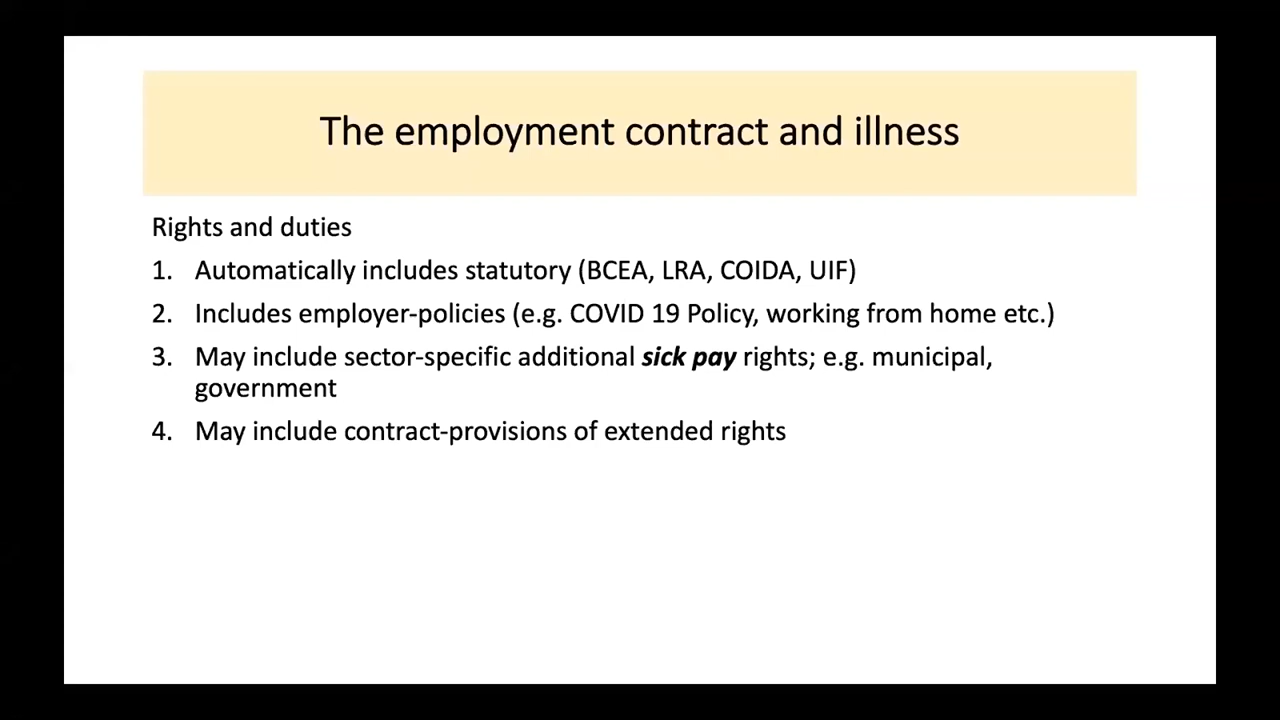 The employment contract and illness
Rights and duties
1. Automatically includes statutory (BCEA, LRA, COIDA, UIF)
2. Includes employer-policies (e.g. COVID 19 Policy, working from home etc.)
3. May include sector-specific additional sick pay rights; e.g. municipal,
government
4. May include contract-provisions of extended rights